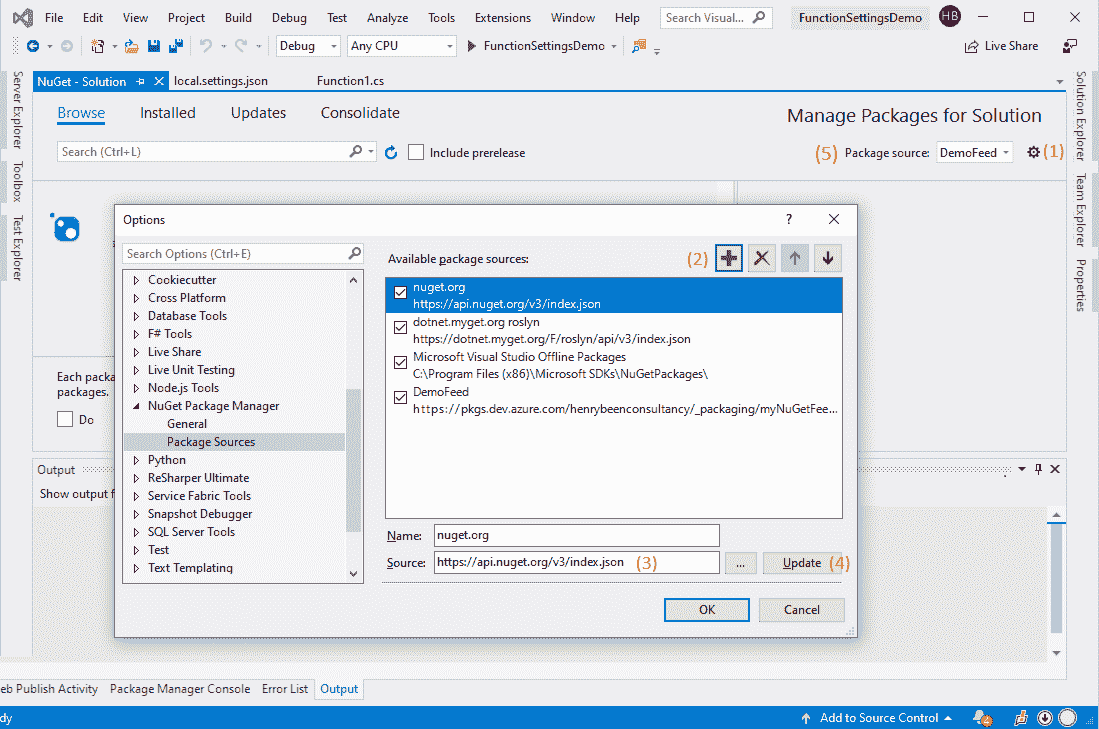 File Edit View Project Build Debug Test Analyze Tools Extensions Window Help Search Visual... FunctionSettingsDemo HB
Debug Any CPU FunctionSettingsDemo Live Share
NuGet - Solution local.settings.json Function1.cs
Server Explorer
Toolbox
Test Explorer
Solution Explorer
Team Explorer
Properties
Browse Installed Updates Consolidate
Manage Packages for Solution
Search (Ctrl+L) Include prerelease (5) Package source: DemoFeed (1)
Each packa
packages.
Do
Options ?
Search Options (Ctrl+E)
Cookiecutter
Cross Platform
Database Tools
F# Tools
Live Share
Live Unit Testing
Node.js Tools
NuGet Package Manager
General
Package Sources
Python
ReSharper Ultimate
Service Fabric Tools
Snapshot Debugger
SQL Server Tools
Test
Text Templating
Available package sources: (2)
nuget.org
https://api.nuget.org/v3/index.json
dotnet.myget.org roslyn
https://dotnet.myget.org/F/roslyn/api/v3/index.json
Microsoft Visual Studio Offline Packages
C:\Program Files (x86)\Microsoft SDKs\NuGetPackages\
DemoFeed
https://pkgs.dev.azure.com/henrybeenconsultancy/_packaging/myNuGetFee...
Name: nuget.org
Source: https://api.nuget.org/v3/index.json (3) ... Update (4)
OK Cancel
Output
Show output f
eb Publish Activity Package Manager Console Error List Output
dy Add to Source Control 4